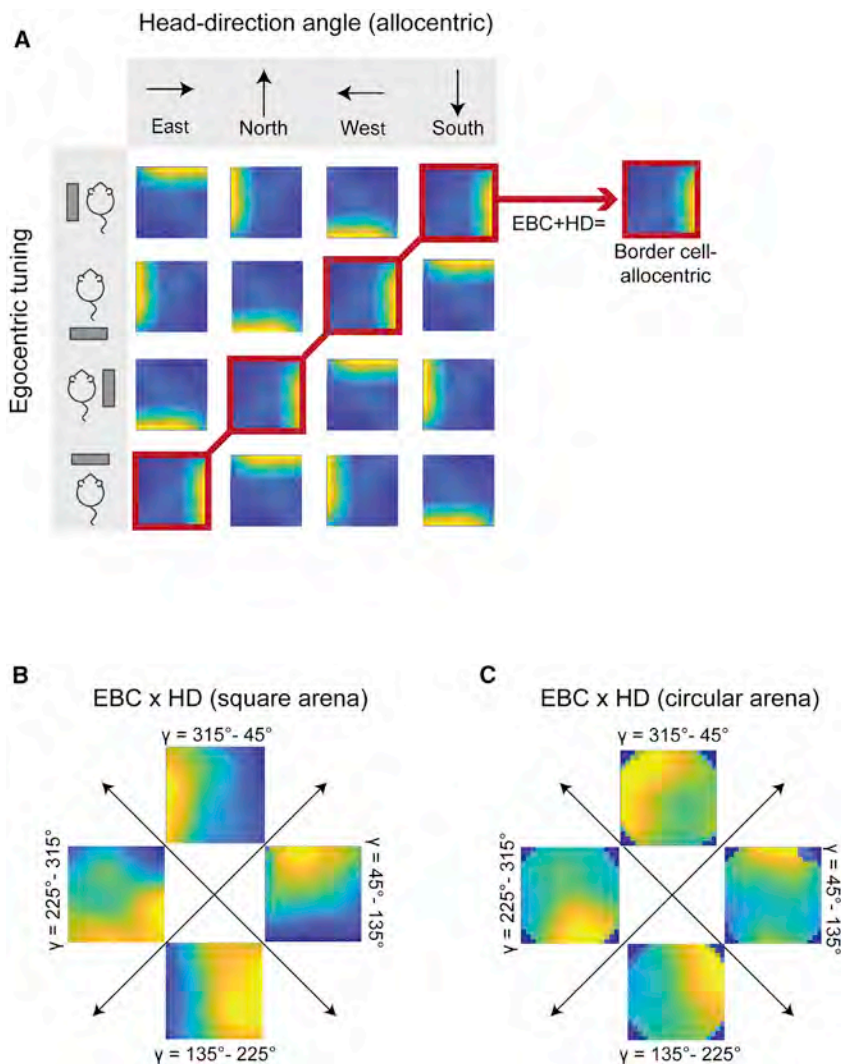 A
Head-direction angle (allocentric)
East
North
West
South
Egocentric tuning
EBC+HD=
Border cell-
allocentric
B
EBC x HD (square arena)
γ = 315°- 45°
γ = 225°- 315°
γ = 45°- 135°
γ = 135°- 225°
C
EBC x HD (circular arena)
γ = 315°- 45°
γ = 225°- 315°
γ = 45°- 135°
γ = 135°- 225°